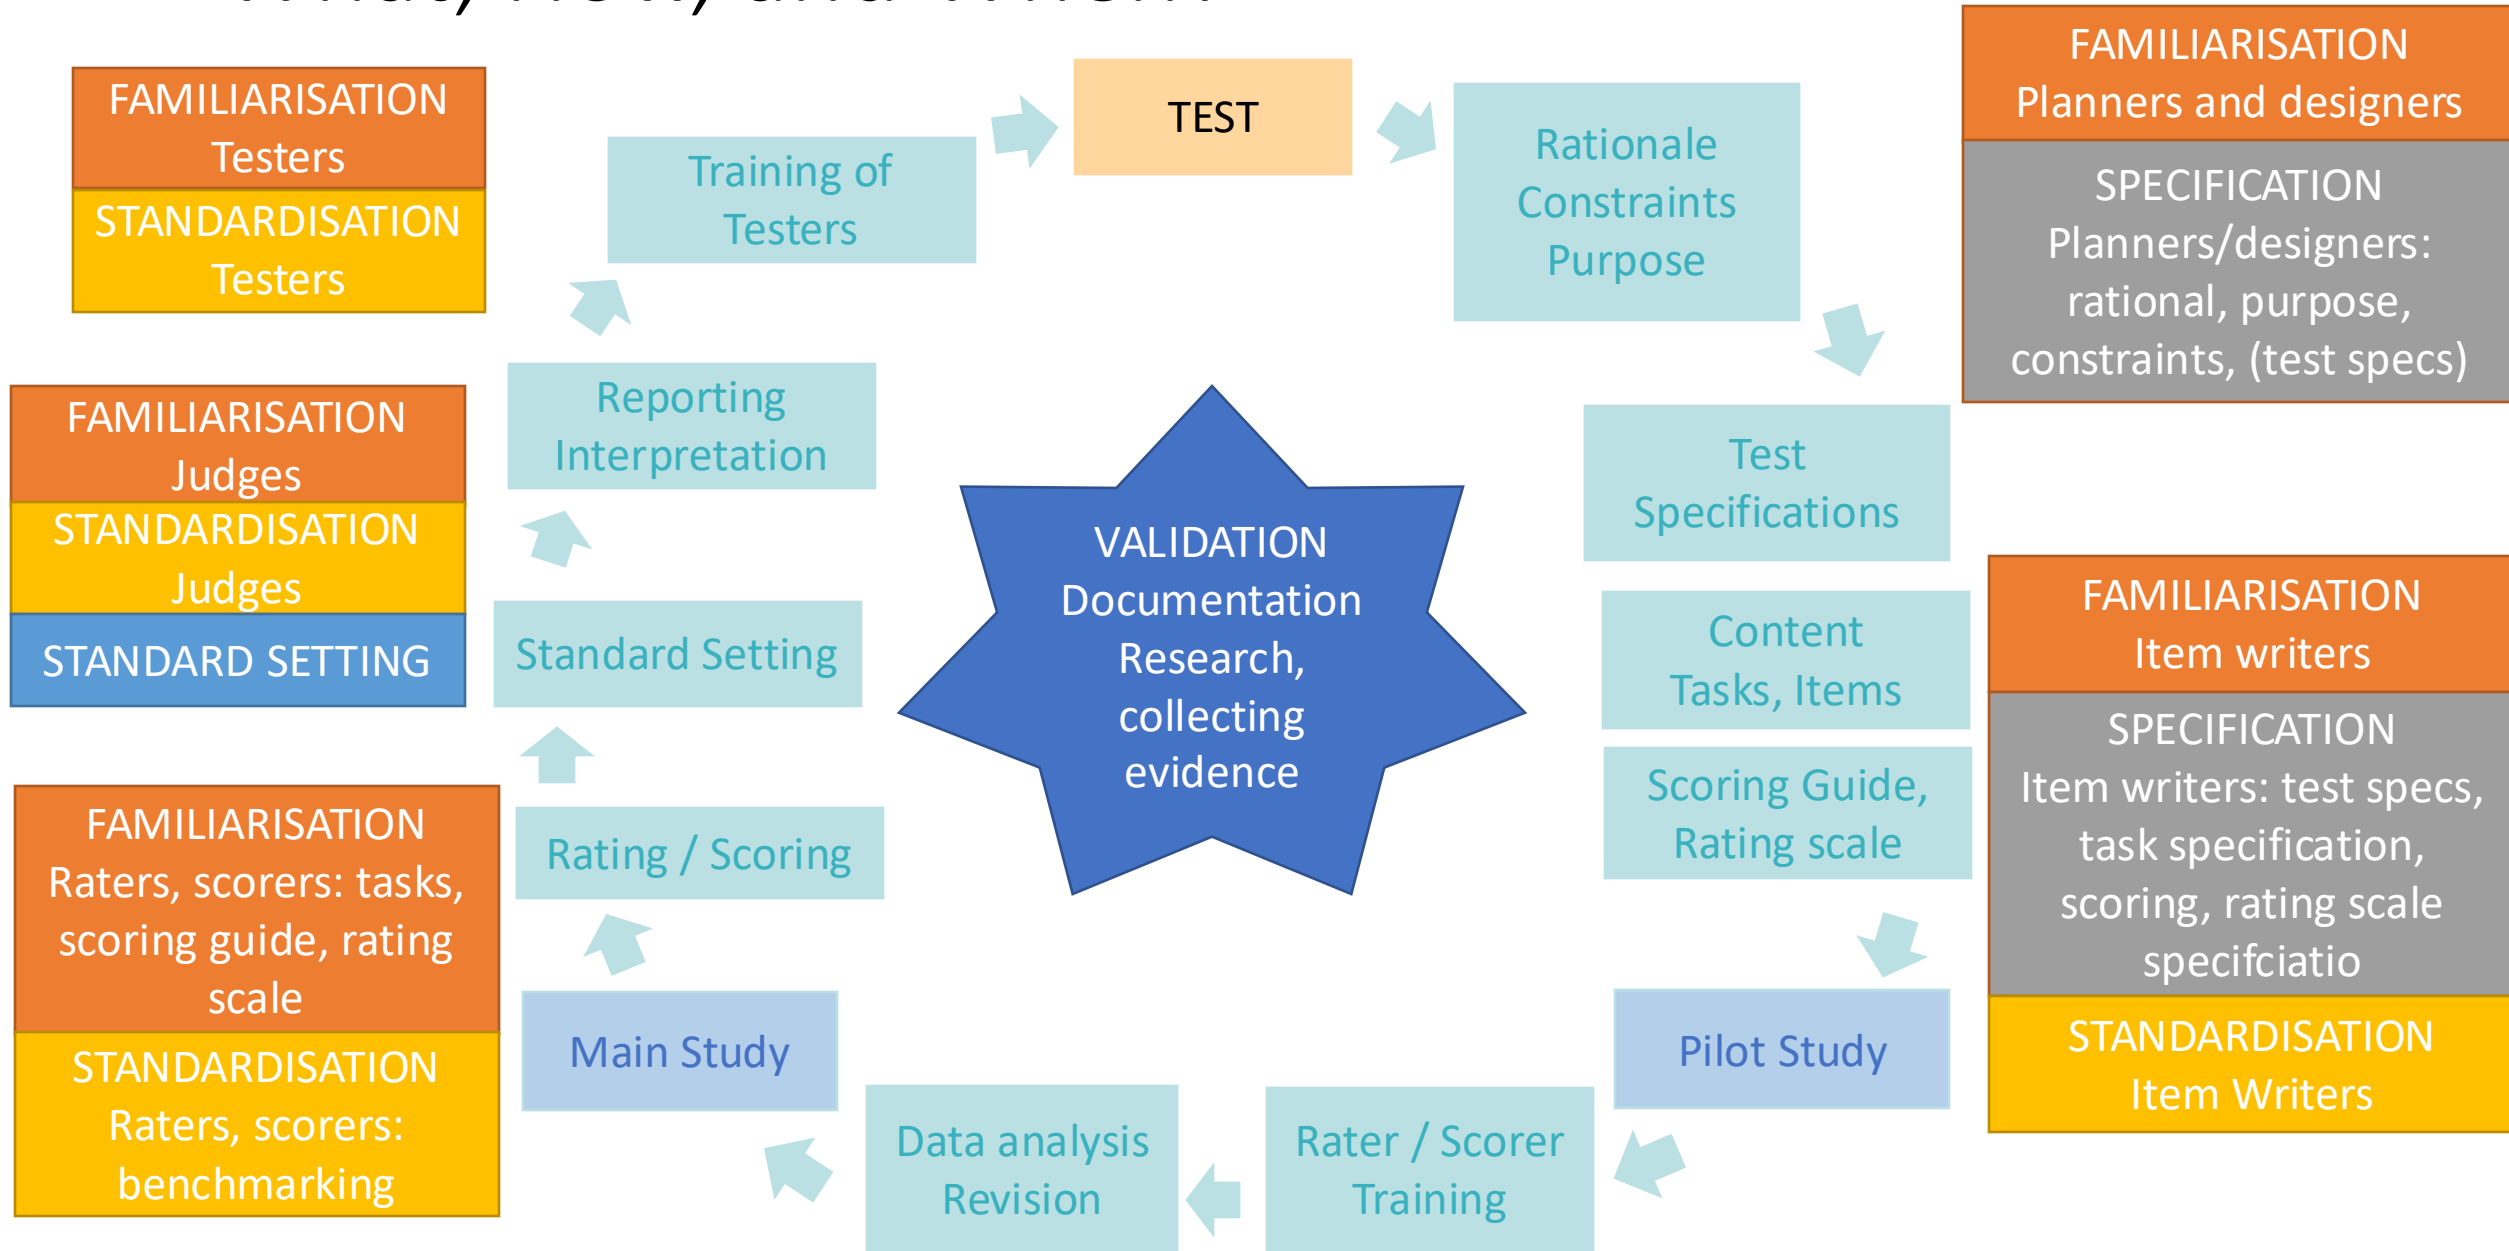 FAMILIARISATION
Testers
STANDARDISATION
Testers
FAMILIARISATION
Judges
STANDARDISATION
Judges
STANDARD SETTING
FAMILIARISATION
Raters, scorers: tasks,
scoring guide, rating
scale
STANDARDISATION
Raters, scorers:
benchmarking
TEST
Rationale
Constraints
Purpose
Test
Specifications
Content
Tasks, Items
Scoring Guide,
Rating scale
Pilot Study
Rater / Scorer
Training
Data analysis
Revision
Main Study
Rating / Scoring
Standard Setting
Reporting
Interpretation
Training of
Testers
VALIDATION
Documentation
Research,
collecting
evidence
FAMILIARISATION
Planners and designers
SPECIFICATION
Planners/designers:
rational, purpose,
constraints, (test specs)
FAMILIARISATION
Item writers
SPECIFICATION
Item writers: test specs,
task specification,
scoring, rating scale
specifciatio
STANDARDISATION
Item Writers